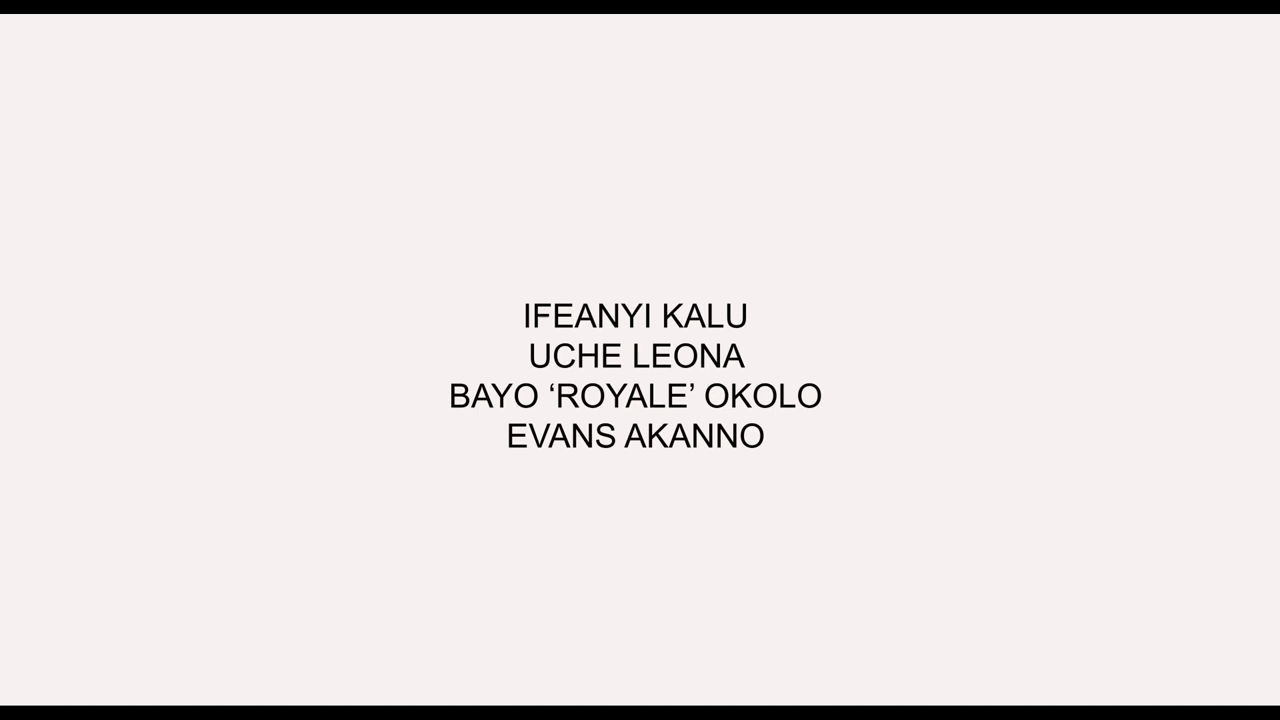 IFEANYI KALU
UCHE LEONA
BAYO ‘ROYALE’ OKOLO
EVANS AKANNO